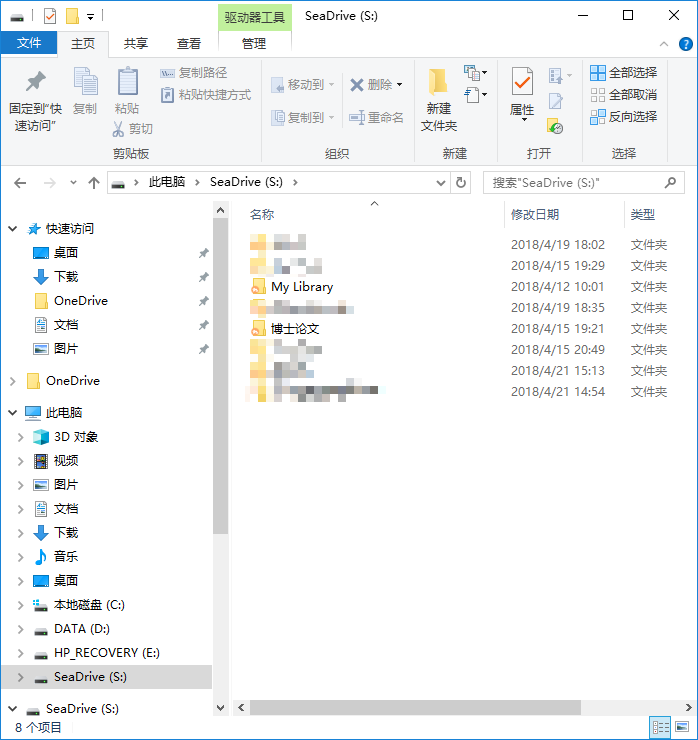 驱动器工具 SeaDrive (S:)
文件 主页 共享 查看 管理
固定到"快速访问"
复制
粘贴
复制路径
粘贴快捷方式
剪切
剪贴板
移动到
复制到
删除
重命名
组织
新建
文件夹
新建
属性
打开
全部选择
全部取消
反向选择
选择
此电脑 SeaDrive (S:)
搜索"SeaDrive (S:)"
快速访问
桌面
下载
OneDrive
文档
图片
OneDrive
此电脑
3D 对象
视频
图片
文档
下载
音乐
桌面
本地磁盘 (C:)
DATA (D:)
HP_RECOVERY (E:)
SeaDrive (S:)
SeaDrive (S:)
名称 修改日期 类型
2018/4/19 18:02 文件夹
2018/4/15 19:29 文件夹
My Library 2018/4/12 10:01 文件夹
2018/4/19 18:35 文件夹
博士论文 2018/4/15 19:21 文件夹
2018/4/15 20:49 文件夹
2018/4/21 15:13 文件夹
2018/4/21 14:54 文件夹
8 个项目